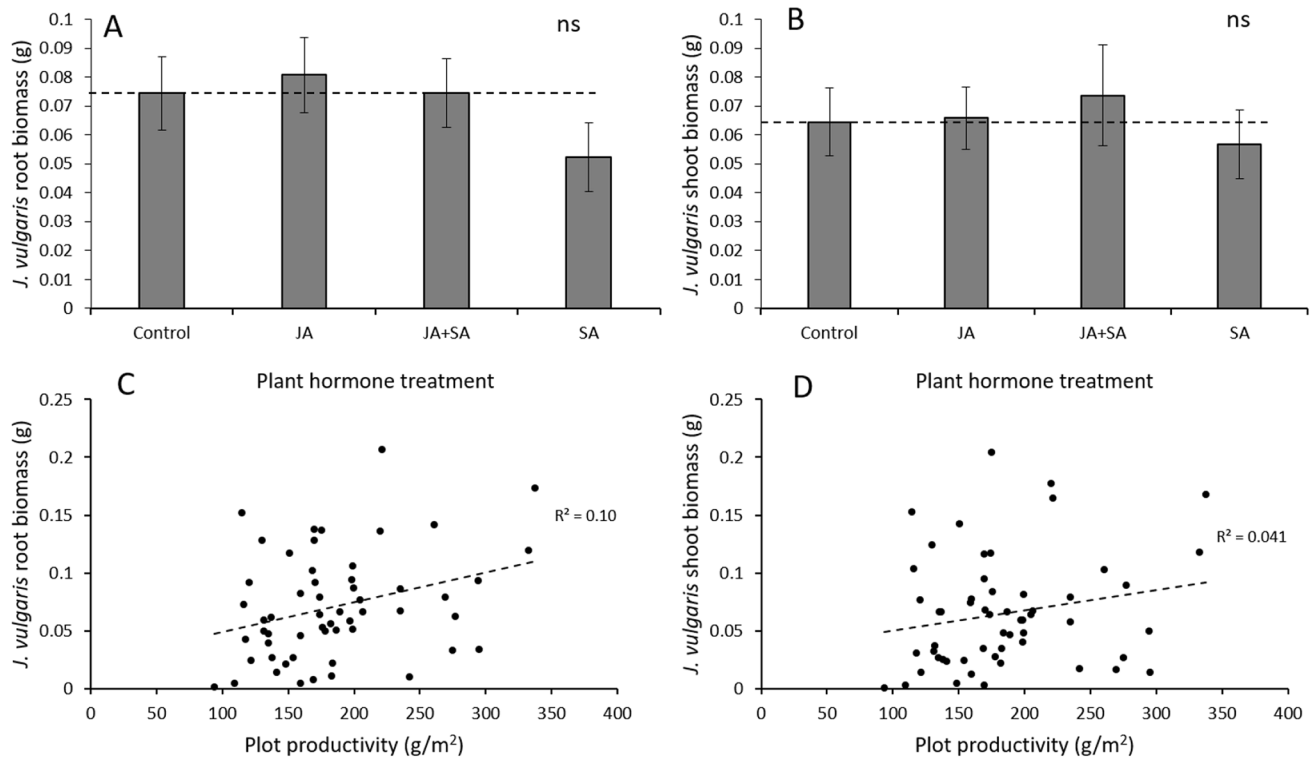 A
ns
J. vulgaris root biomass (g)
0.1
0.09
0.08
0.07
0.06
0.05
0.04
0.03
0.02
0.01
0
Control JA JA+SA SA
Plant hormone treatment
B
ns
J. vulgaris shoot biomass (g)
0.1
0.09
0.08
0.07
0.06
0.05
0.04
0.03
0.02
0.01
0
Control JA JA+SA SA
Plant hormone treatment
C
J. vulgaris root biomass (g)
0.25
0.2
0.15
0.1
0.05
0
R² = 0.10
0 50 100 150 200 250 300 350 400
Plot productivity (g/m²)
D
J. vulgaris shoot biomass (g)
0.25
0.2
0.15
0.1
0.05
0
R² = 0.041
0 50 100 150 200 250 300 350 400
Plot productivity (g/m²)